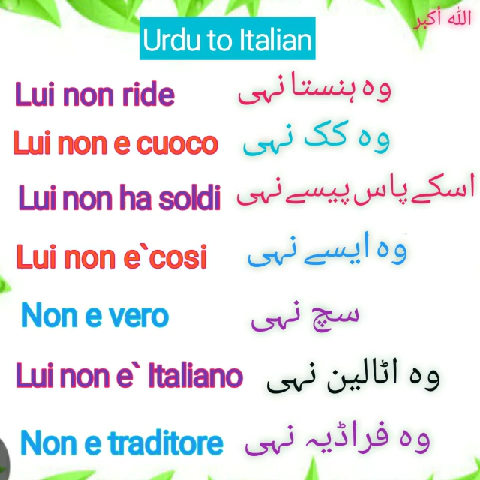 الله أكبر
Urdu to Italian
Lui non ride وہ ہنستا نہی
Lui non e cuoco وہ کک نہی
Lui non ha soldi اسکے پاس پیسے نہی
Lui non e`cosi وہ ایسے نہی
Non e vero سچ نہی
Lui non e` Italiano وہ اٹالین نہی
Non e traditore وہ فراڈیہ نہی